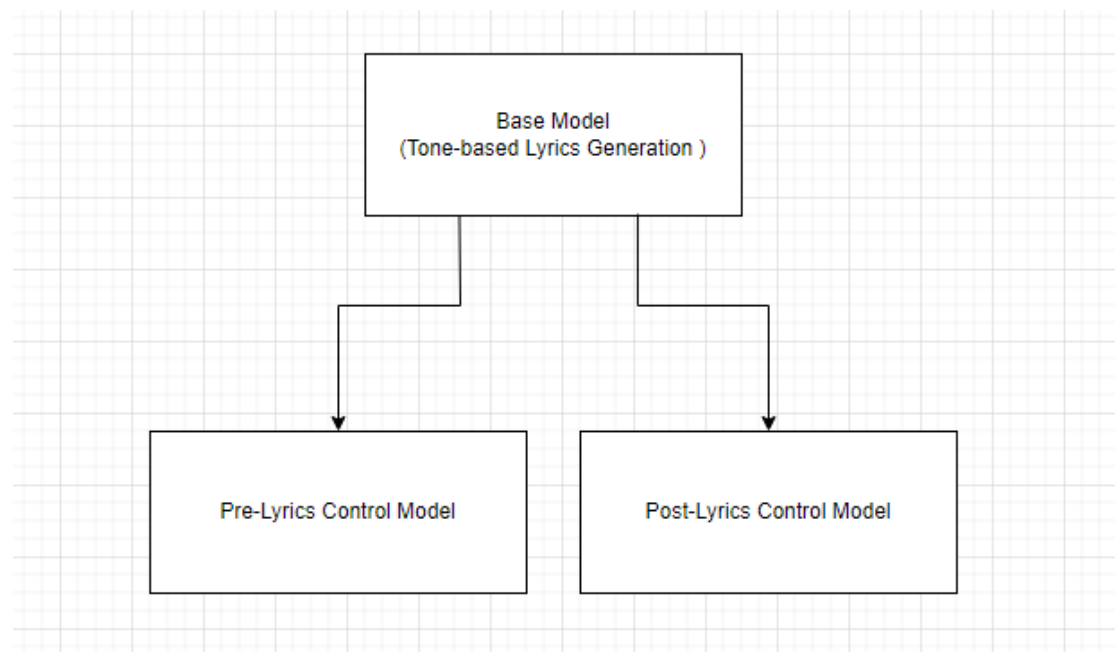 Base Model
(Tone-based Lyrics Generation )
Pre-Lyrics Control Model
Post-Lyrics Control Model